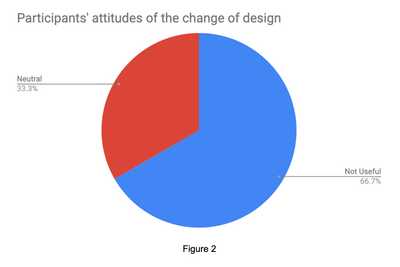 Participants' attitudes of the change of design
Neutral
33.3%
Not Useful
66.7%
Figure 2